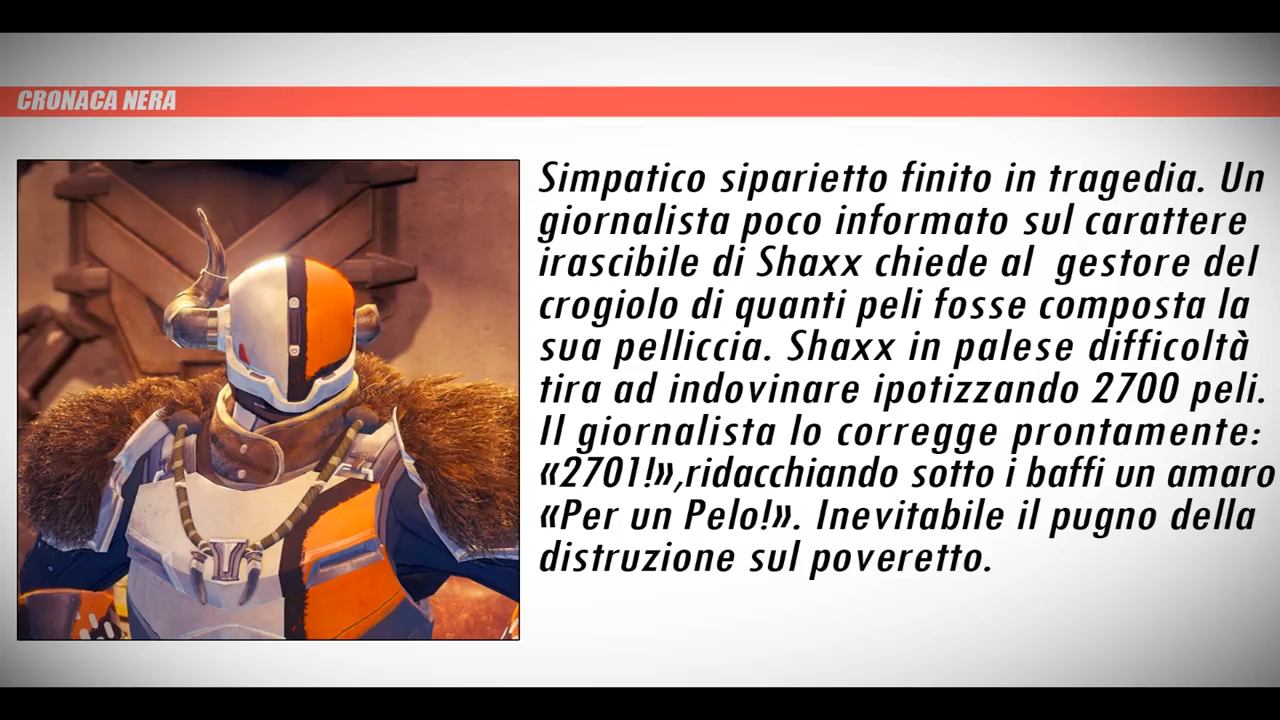 CRONACA NERA
Simpatico siparietto finito in tragedia. Un
giornalista poco informato sul carattere
irascibile di Shaxx chiede al  gestore del
crogiolo di quanti peli fosse composta la
sua pelliccia. Shaxx in palese difficoltà
tira ad indovinare ipotizzando 2700 peli.
Il giornalista lo corregge prontamente:
«2701!»,ridacchiando sotto i baffi un amaro
«Per un Pelo!». Inevitabile il pugno della
distruzione sul poveretto.